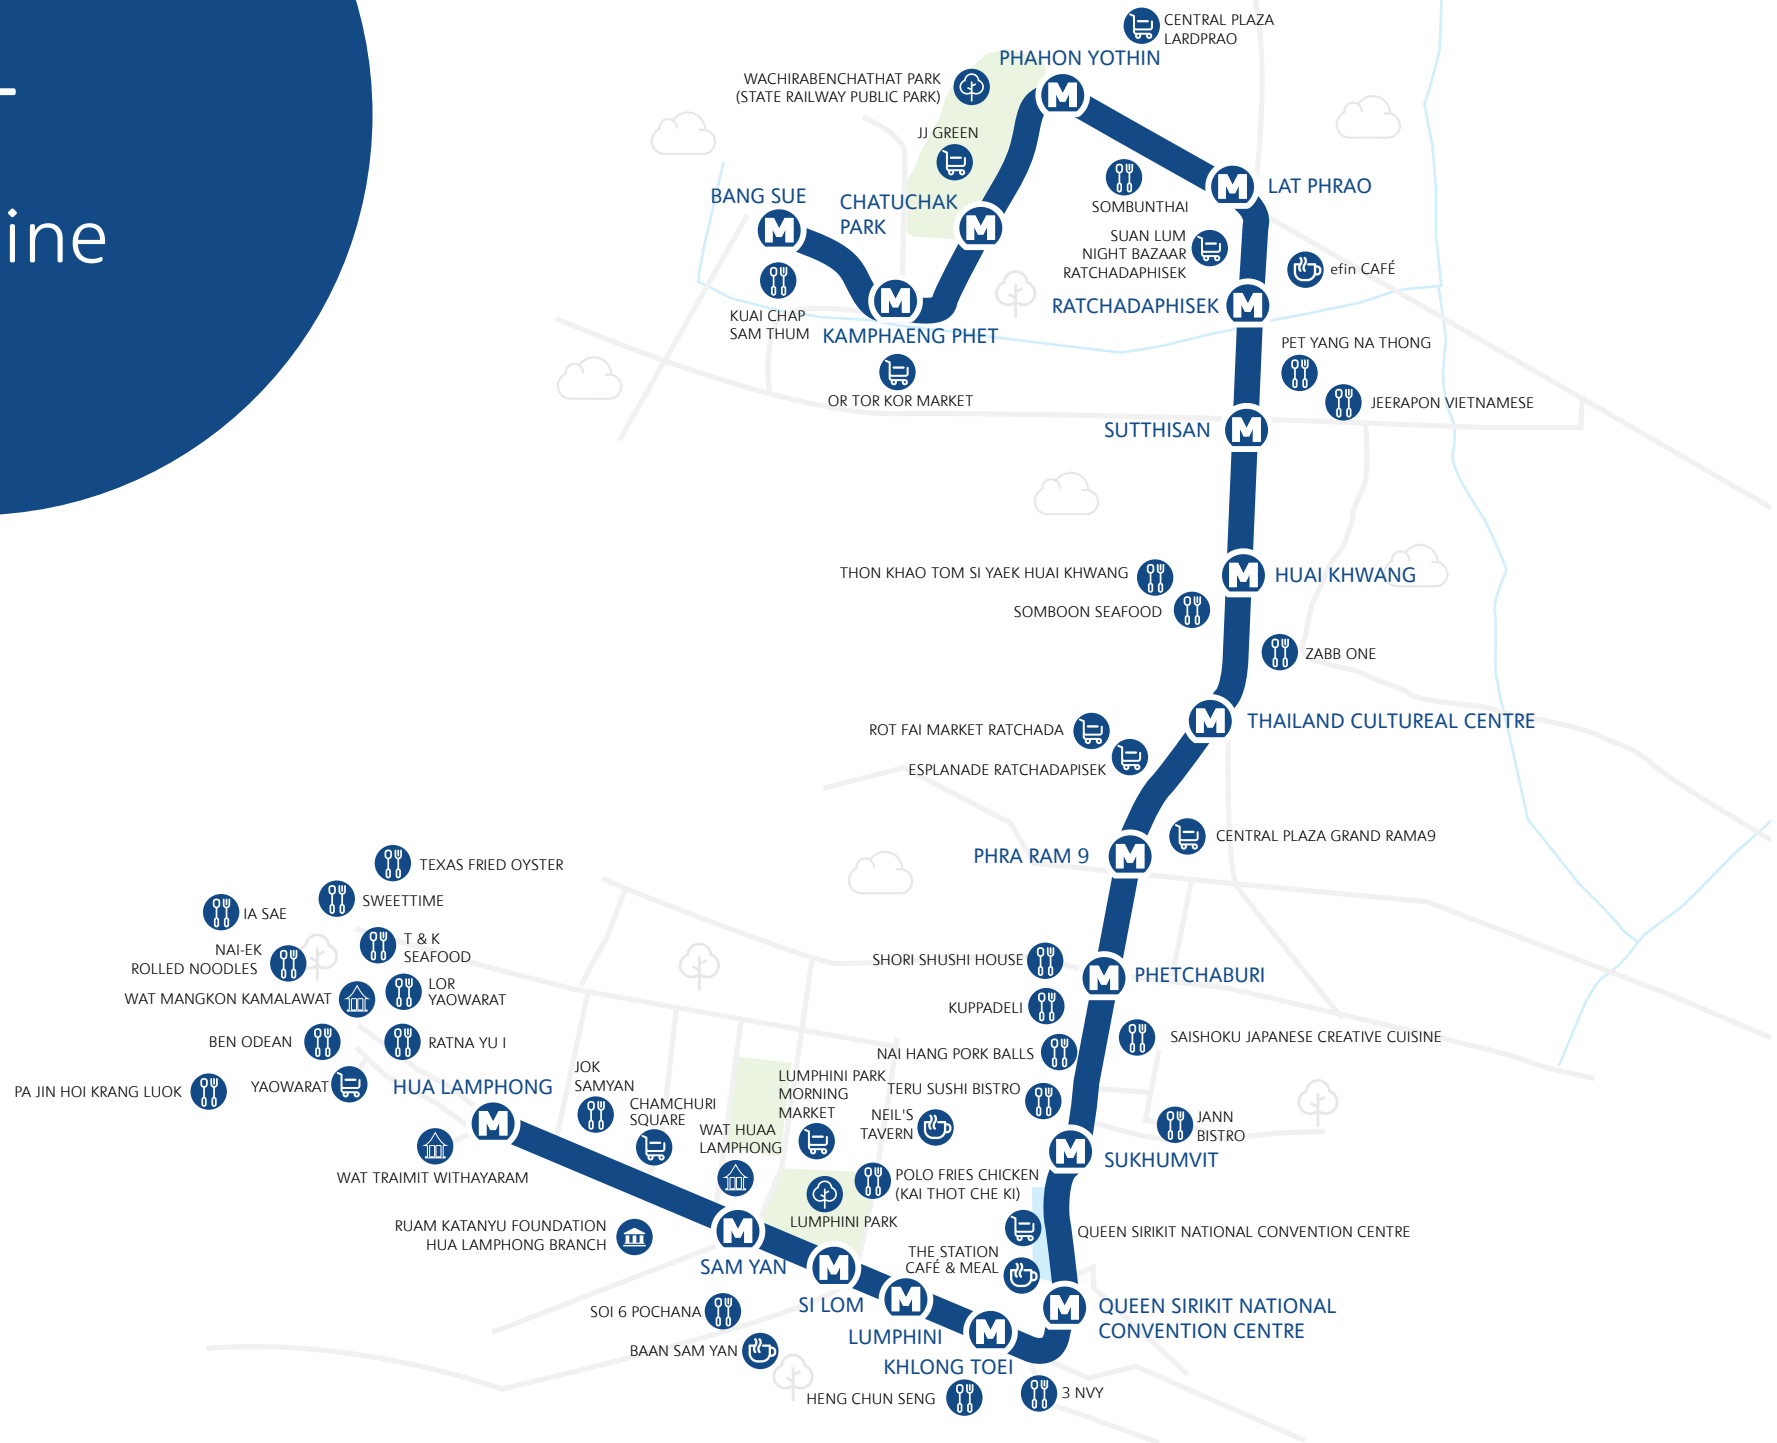 ine
CENTRAL PLAZA
LARDPRAO
PHAHON YOTHIN
WACHIRABENCHATHAT PARK
(STATE RAILWAY PUBLIC PARK)
JJ GREEN
BANG SUE
CHATUCHAK
PARK
LAT PHRAO
SOMBUNTHAI
SUAN LUM
NIGHT BAZAAR
RATCHADAPHISEK
efin CAFÉ
RATCHADAPHISEK
KUAI CHAP
SAM THUM
KAMPHAENG PHET
OR TOR KOR MARKET
PET YANG NA THONG
JEERAPON VIETNAMESE
SUTTHISAN
THON KHAO TOM SI YAEK HUAI KHWANG
HUAI KHWANG
SOMBOON SEAFOOD
ZABB ONE
THAILAND CULTUREAL CENTRE
ROT FAI MARKET RATCHADA
ESPLANADE RATCHADAPISEK
CENTRAL PLAZA GRAND RAMA9
PHRA RAM 9
TEXAS FRIED OYSTER
SWEETTIME
IA SAE
T & K
SEAFOOD
NAI-EK
ROLLED NOODLES
WAT MANGKON KAMALAWAT
LOR
YAOWARAT
BEN ODEAN
RATNA YU I
PA JIN HOI KRANG LUOK
YAOWARAT
HUA LAMPHONG
WAT TRAIMIT WITHAYARAM
JOK
SAMYAN
CHAMCHURI
SQUARE
WAT HUAA
LAMPHONG
LUMPHINI PARK
MORNING
MARKET
SHORI SHUSHI HOUSE
PHETCHABURI
KUPPADELI
SAISHOKU JAPANESE CREATIVE CUISINE
NAI HANG PORK BALLS
TERU SUSHI BISTRO
NEIL'S
TAVERN
JANN
BISTRO
SUKHUMVIT
POLO FRIES CHICKEN
(KAI THOT CHE KI)
LUMPHINI PARK
RUAM KATANYU FOUNDATION
HUA LAMPHONG BRANCH
QUEEN SIRIKIT NATIONAL CONVENTION CENTRE
THE STATION
CAFÉ & MEAL
SAM YAN
SI LOM
LUMPHINI
KHLONG TOEI
QUEEN SIRIKIT NATIONAL
CONVENTION CENTRE
SOI 6 POCHANA
BAAN SAM YAN
HENG CHUN SENG
3 NVY